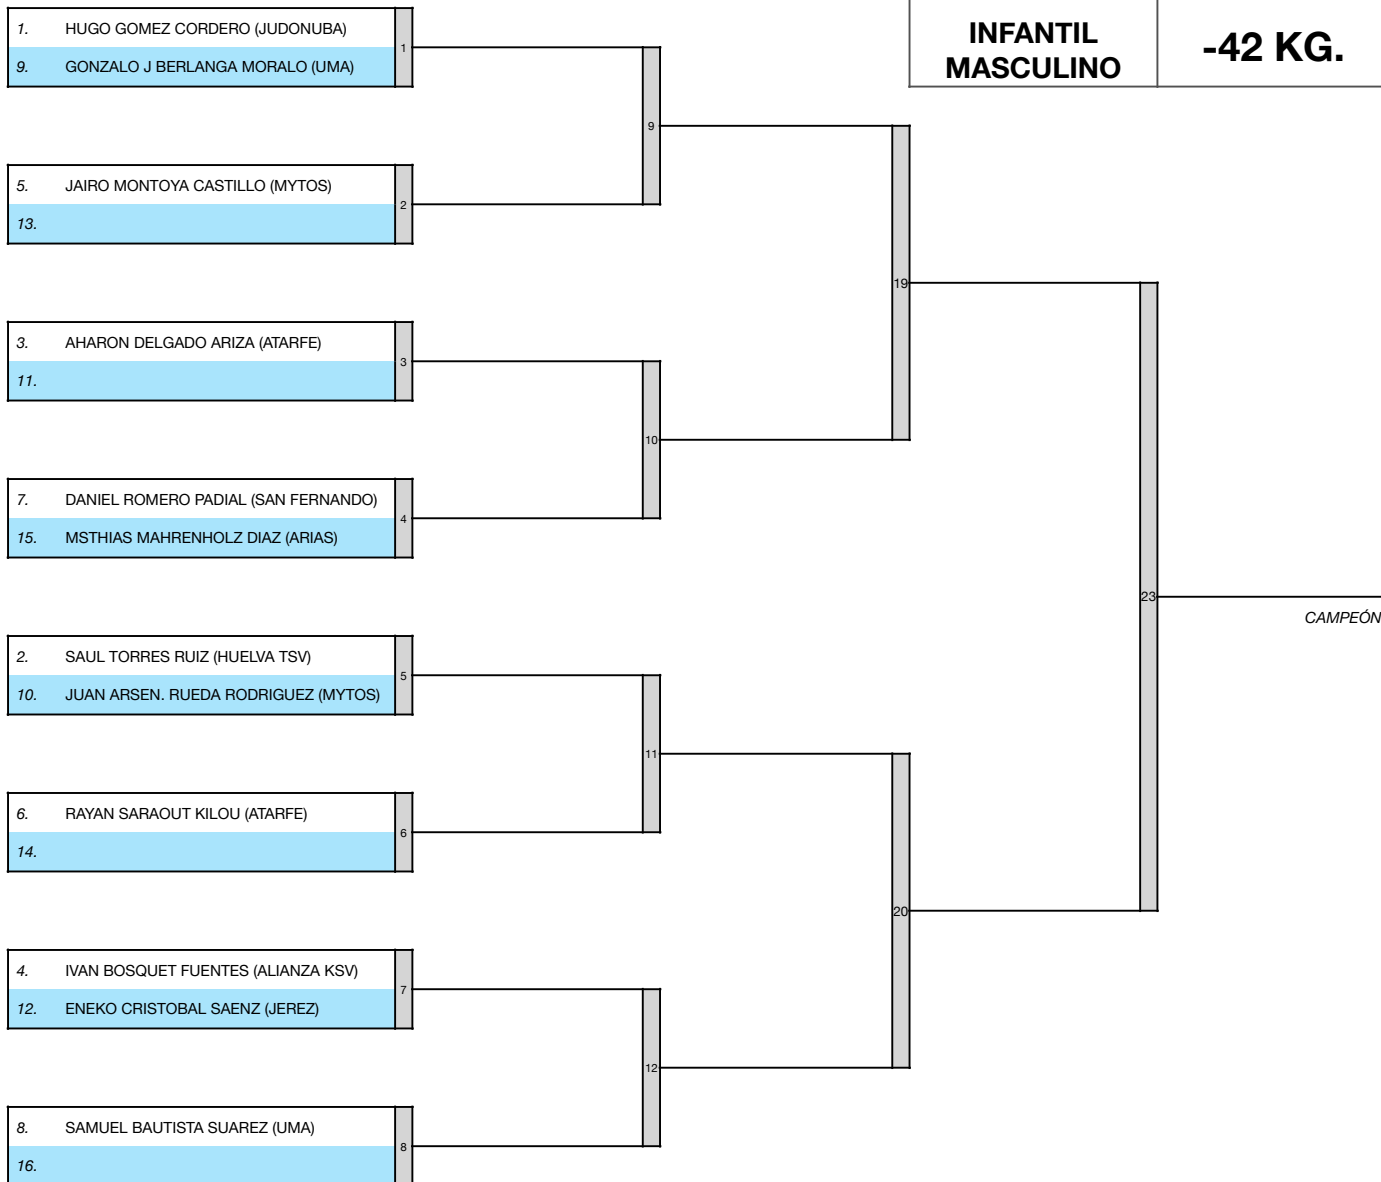 INFANTIL
MASCULINO
-42 KG.
1. HUGO GOMEZ CORDERO (JUDONUBA)
9. GONZALO J BERLANGA MORALO (UMA)
1
9
5. JAIRO MONTOYA CASTILLO (MYTOS)
13.
2
19
3. AHARON DELGADO ARIZA (ATARFE)
11.
3
10
7. DANIEL ROMERO PADIAL (SAN FERNANDO)
15. MSTHIAS MAHRENHOLZ DIAZ (ARIAS)
4
23
CAMPEÓN
2. SAUL TORRES RUIZ (HUELVA TSV)
10. JUAN ARSEN. RUEDA RODRIGUEZ (MYTOS)
5
11
6. RAYAN SARAOUT KILOU (ATARFE)
14.
6
20
4. IVAN BOSQUET FUENTES (ALIANZA KSV)
12. ENEKO CRISTOBAL SAENZ (JEREZ)
7
12
8. SAMUEL BAUTISTA SUAREZ (UMA)
16.
8